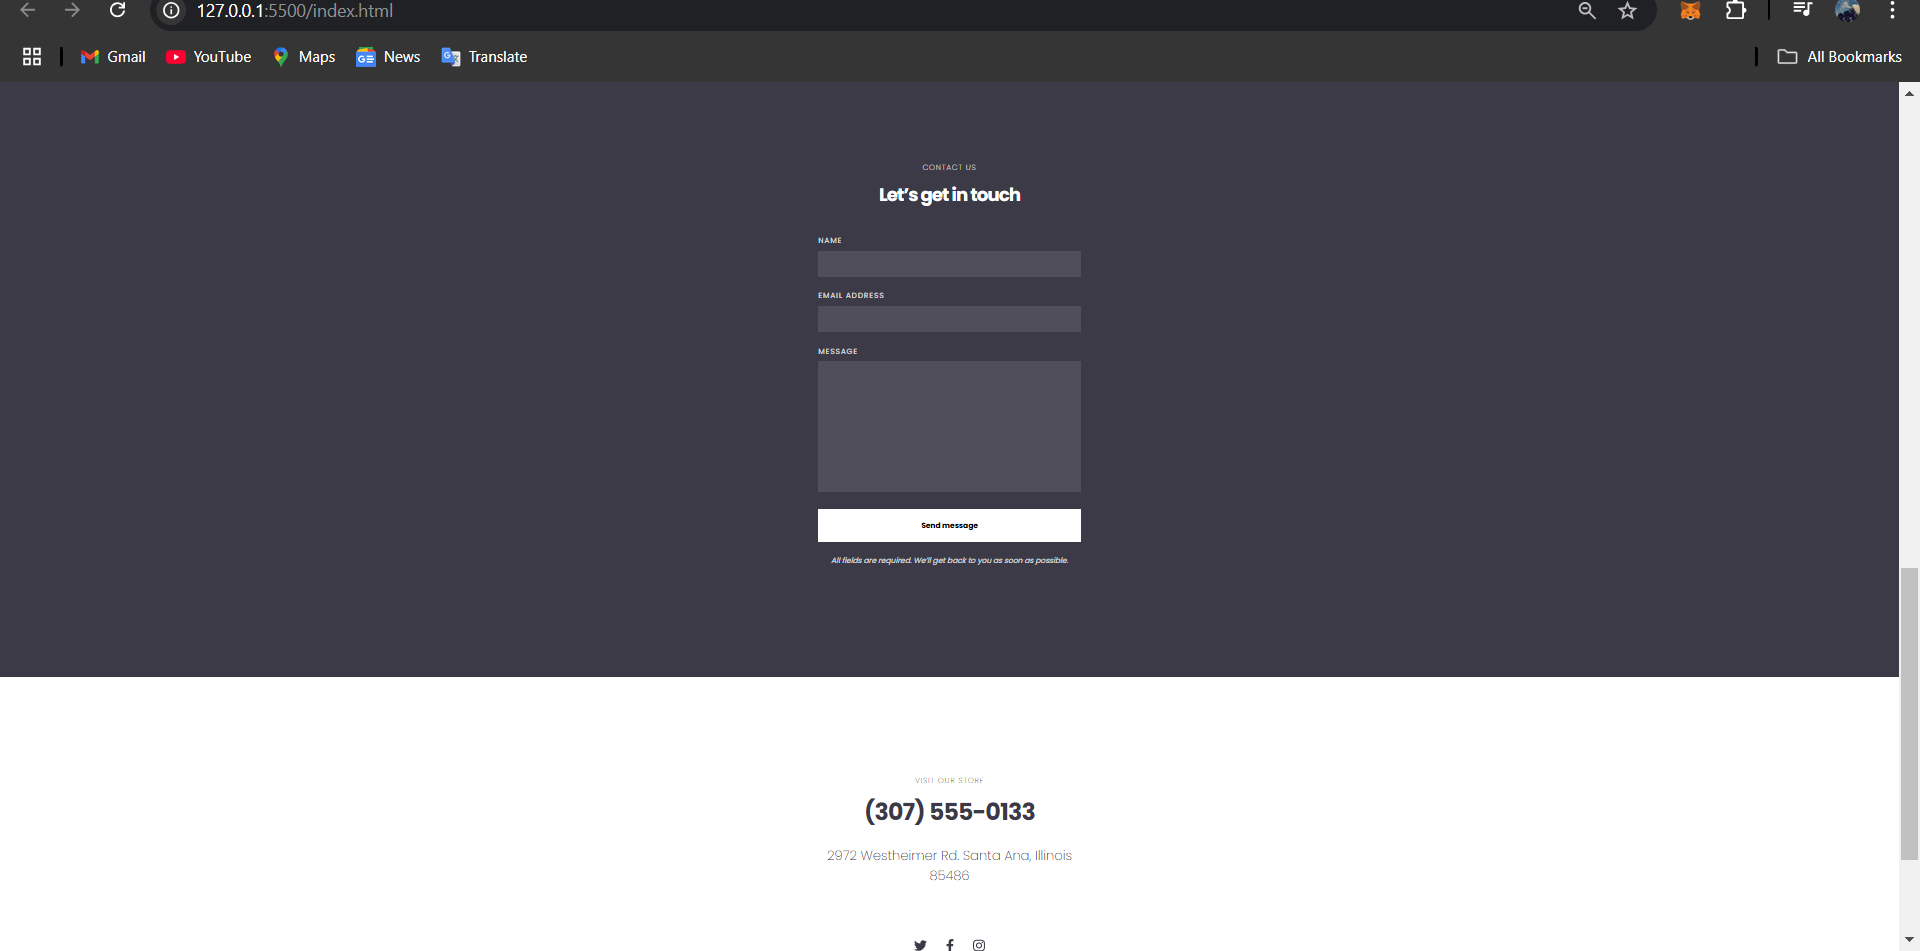 127.0.0.1:5500/index.html
Gmail YouTube Maps News Translate All Bookmarks
CONTACT US
Let’s get in touch
NAME
EMAIL ADDRESS
MESSAGE
Send message
All fields are required. We'll get back to you as soon as possible.
VISIT OUR STORE
(307) 555-0133
2972 Westheimer Rd. Santa Ana, Illinois
85486